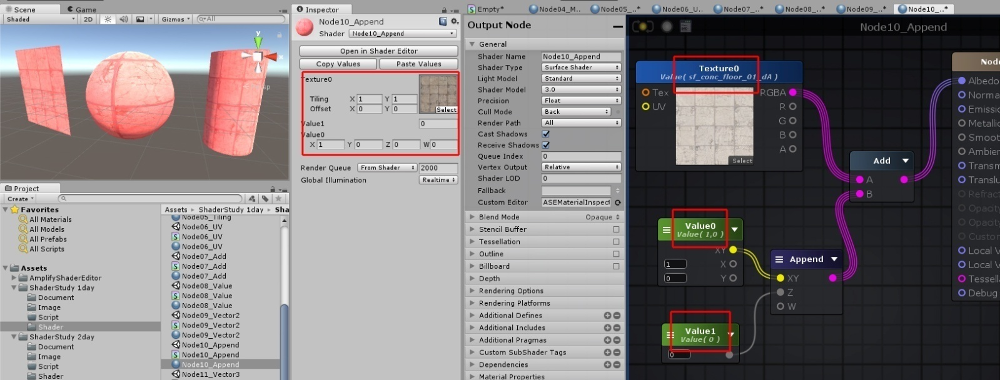 Scene
Game
Shaded
2D
Gizmos
All
y
x
Persp
Project
Create
Favorites
All Materials
All Models
All Prefabs
All Scripts
Assets
AmplifyShaderEditor
ShaderStudy 1day
Document
Image
Script
Shader
ShaderStudy 2day
Document
Image
Script
Shader
Assets ▸ ShaderStudy 1day ▸ Sha
Node05_Tiling
Node06_UV
Node06_UV
Node06_UV
Node07_Add
Node07_Add
Node07_Add
Node08_Value
Node08_Value
Node08_Value
Node09_Vector2
Node09_Vector2
Node09_Vector2
Node10_Append
Node10_Append
Node10_Append
Node11_Vector3
Inspector
Node10_Append
Shader Node10_Append
Open in Shader Editor
Copy Values
Paste Values
Texture0
Tiling X 1 Y 1
Offset X 0 Y 0
Select
Value1 0
Value0
X 1 Y 0 Z 0 W 0
Render Queue From Shader 2000
Global Illumination Realtime
Empty*
Node04_M..
Node05_..*
Node06_U..
Node07_..*
Node08_..*
Node09_..*
Node10_..*
Output Node
General
Shader Name Node10_Append
Shader Type Surface Shader
Light Model Standard
Shader Model 3.0
Precision Float
Cull Mode Back
Render Path All
Cast Shadows
Receive Shadows
Queue Index 0
Vertex Output Relative
Shader LOD 0
Fallback
Custom Editor ASEMaterialInspect
Blend Mode Opaque
Stencil Buffer
Tessellation
Outline
Billboard
Depth
Rendering Options
Rendering Platforms
Additional Defines
Additional Includes
Additional Pragmas
Custom SubShader Tags
Dependencies
Material Properties
Node10_Append
Texture0
Value( sf_conc_floor_01_dA )
Tex
UV
RGBA
R
G
B
A
Select
Value0
Value( 1,0 )
XY
1
X
0
Y
Value1
Value( 0 )
0
Append
XY
Z
W
Add
A
B
Node
Albedo
Norma
Emissi
Metallic
Smoot
Ambier
Transm
Translu
Refract
Opacity
Opacity
Custor
Local V
Local V
Tessell
Debug